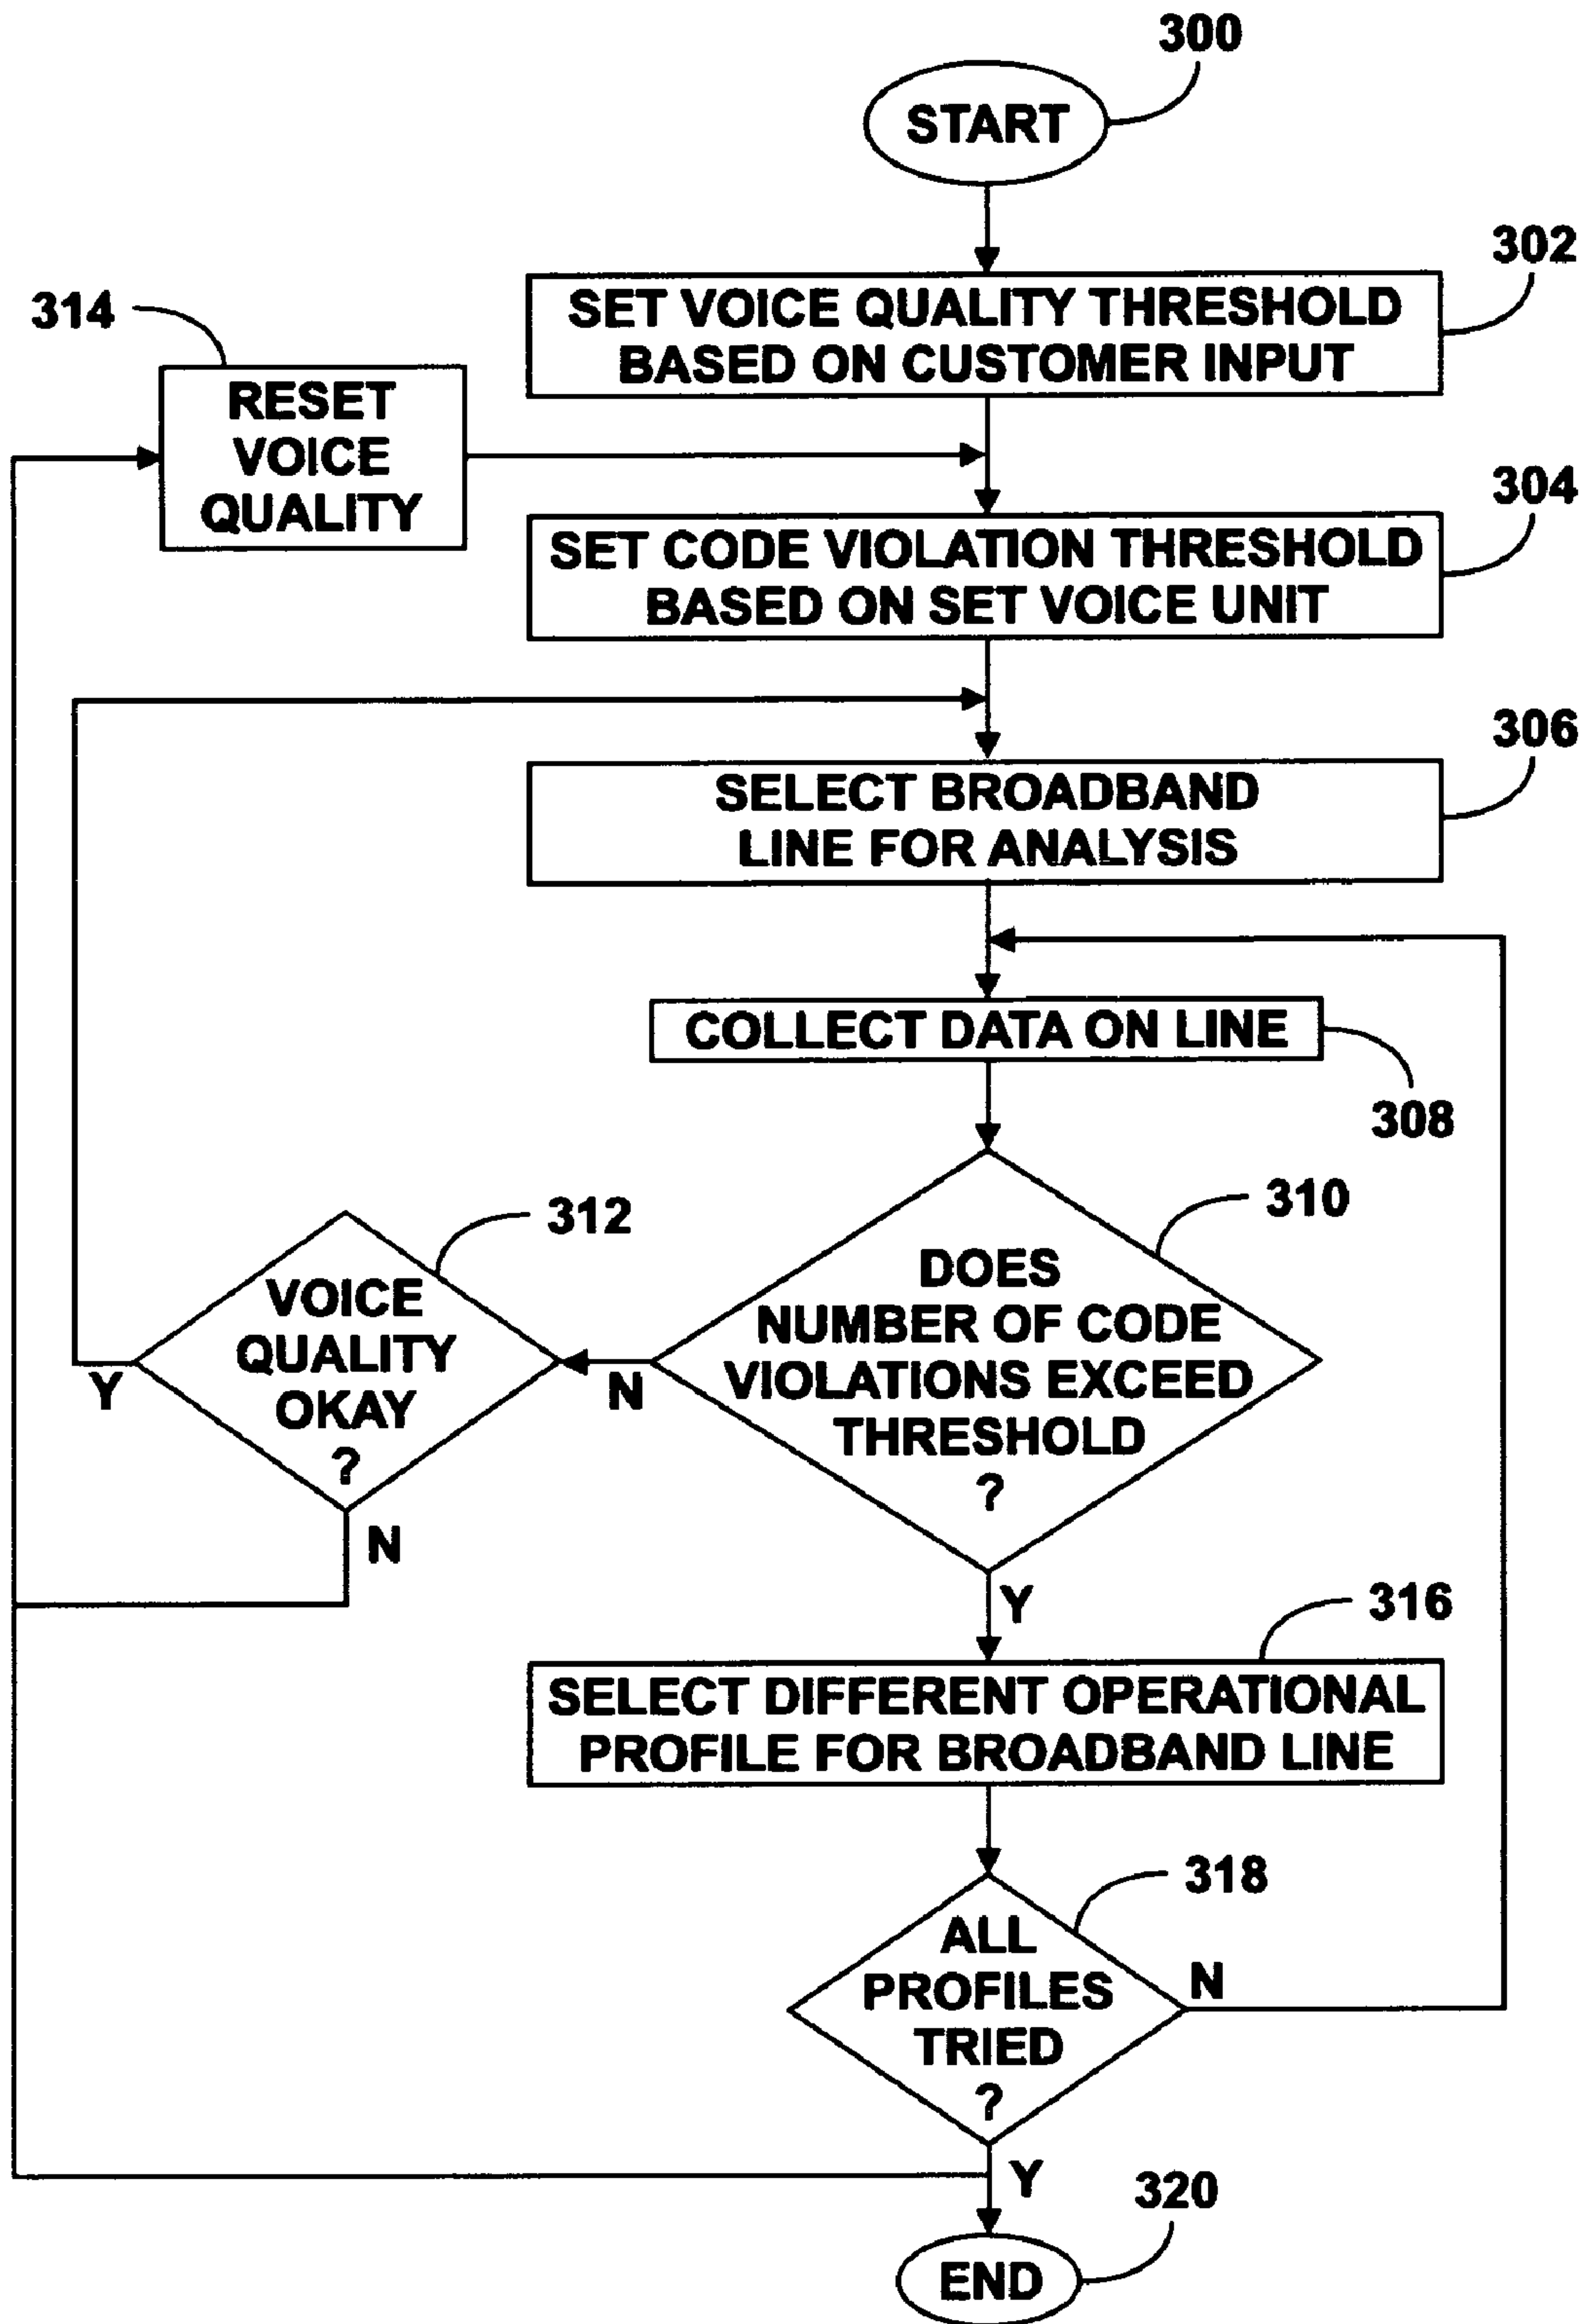 300
START
302
SET VOICE QUALITY THRESHOLD
BASED ON CUSTOMER INPUT
314
RESET
VOICE
QUALITY
304
SET CODE VIOLATION THRESHOLD
BASED ON SET VOICE UNIT
306
SELECT BROADBAND
LINE FOR ANALYSIS
COLLECT DATA ON LINE
308
310
DOES
NUMBER OF CODE
VIOLATIONS EXCEED
THRESHOLD
?
312
VOICE
QUALITY
OKAY
?
Y
N
N
Y
316
SELECT DIFFERENT OPERATIONAL
PROFILE FOR BROADBAND LINE
318
ALL
PROFILES
TRIED
?
N
Y
320
END